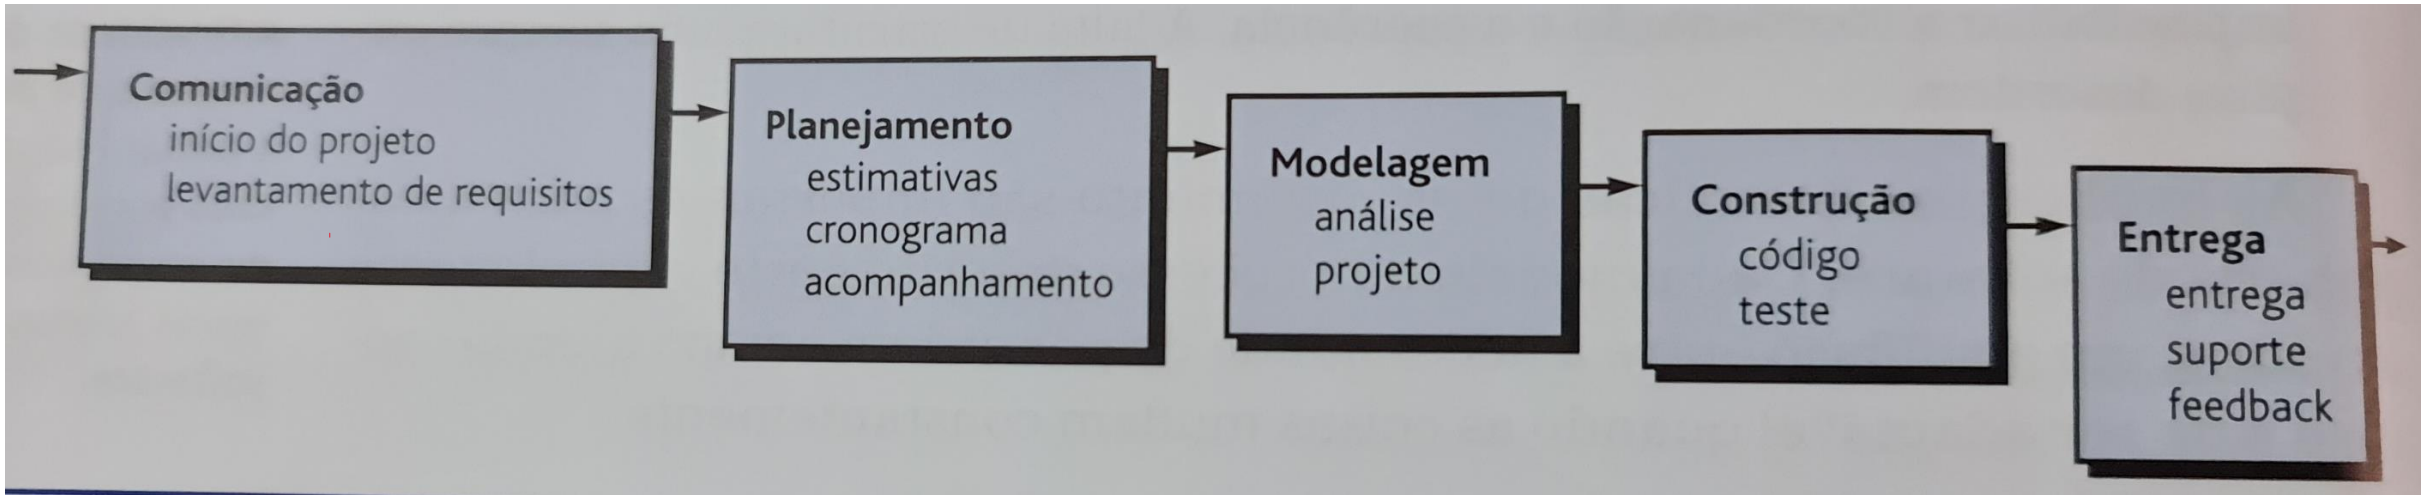 Comunicação
início do projeto
levantamento de requisitos
Planejamento
estimativas
cronograma
acompanhamento
Modelagem
análise
projeto
Construção
código
teste
Entrega
entrega
suporte
feedback